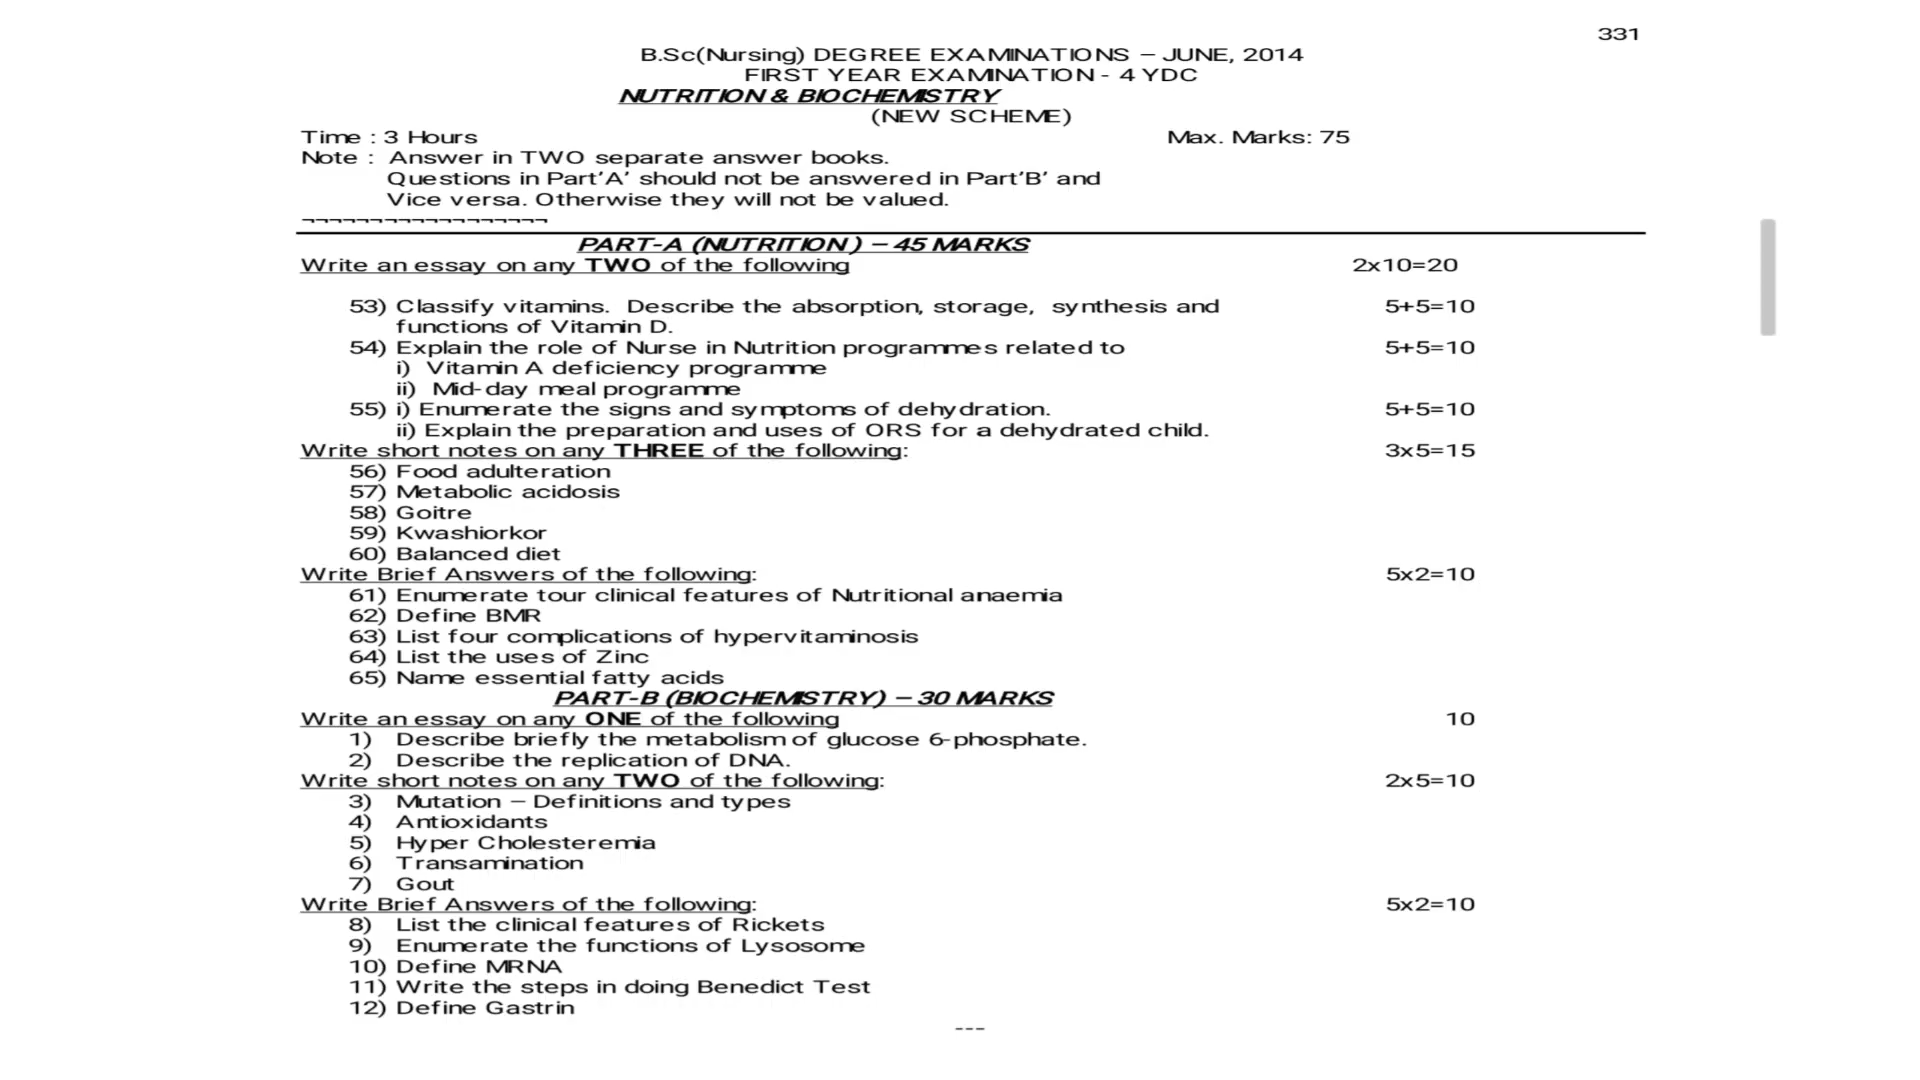 331
B.Sc(Nursing) DEGREE EXAMINATIONS – JUNE, 2014
FIRST YEAR EXAMINATION - 4 YDC
NUTRITION & BIOCHEMISTRY
(NEW SCHEME)
Time : 3 Hours Max. Marks: 75
Note : Answer in TWO separate answer books.
Questions in Part'A' should not be answered in Part'B' and
Vice versa. Otherwise they will not be valued.
¬¬¬¬¬¬¬¬¬¬¬¬¬¬¬¬¬¬
PART-A (NUTRITION ) – 45 MARKS
Write an essay on any TWO of the following 2x10=20
53) Classify vitamins. Describe the absorption, storage, synthesis and 5+5=10
functions of Vitamin D.
54) Explain the role of Nurse in Nutrition programmes related to 5+5=10
i) Vitamin A deficiency programme
ii) Mid-day meal programme
55) i) Enumerate the signs and symptoms of dehydration. 5+5=10
ii) Explain the preparation and uses of ORS for a dehydrated child.
Write short notes on any THREE of the following: 3x5=15
56) Food adulteration
57) Metabolic acidosis
58) Goitre
59) Kwashiorkor
60) Balanced diet
Write Brief Answers of the following: 5x2=10
61) Enumerate tour clinical features of Nutritional anaemia
62) Define BMR
63) List four complications of hypervitaminosis
64) List the uses of Zinc
65) Name essential fatty acids
PART-B (BIOCHEMISTRY) – 30 MARKS
Write an essay on any ONE of the following 10
1) Describe briefly the metabolism of glucose 6-phosphate.
2) Describe the replication of DNA.
Write short notes on any TWO of the following: 2x5=10
3) Mutation – Definitions and types
4) Antioxidants
5) Hyper Cholesteremia
6) Transamination
7) Gout
Write Brief Answers of the following: 5x2=10
8) List the clinical features of Rickets
9) Enumerate the functions of Lysosome
10) Define MRNA
11) Write the steps in doing Benedict Test
12) Define Gastrin
---